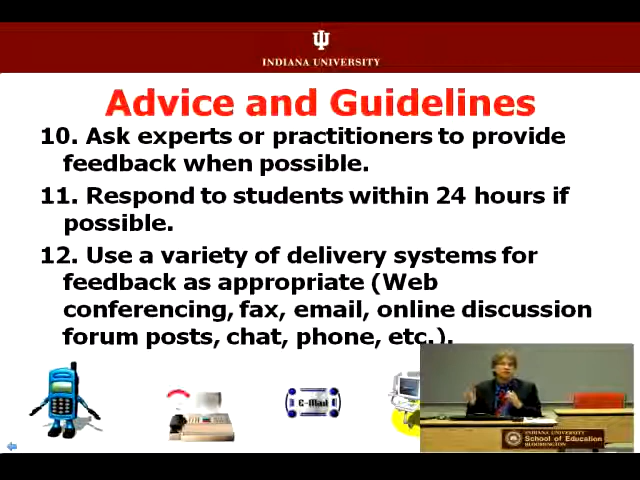 INDIANA UNIVERSITY
Advice and Guidelines
10. Ask experts or practitioners to provide
feedback when possible.
11. Respond to students within 24 hours if
possible.
12. Use a variety of delivery systems for
feedback as appropriate (Web
conferencing, fax, email, online discussion
forum posts, chat, phone, etc.).
E-Mail
INDIANA UNIVERSITY
School of Education
BLOOMINGTON